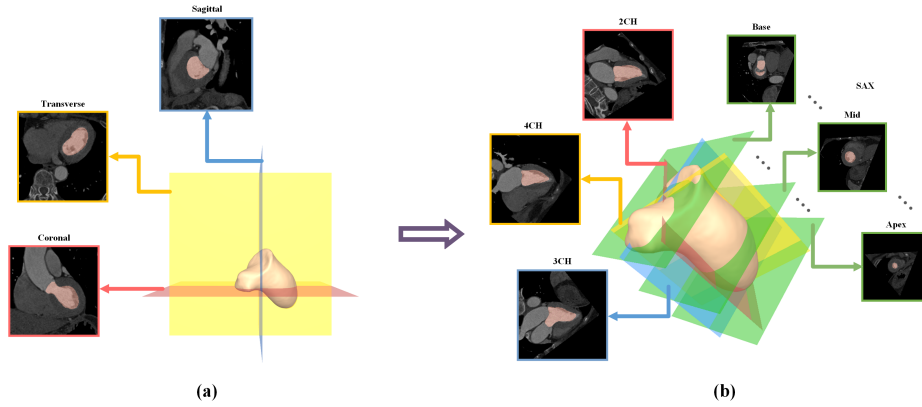 Sagittal
Transverse
Coronal
(a)
2CH
Base
SAX
Mid
4CH
Apex
3CH
(b)